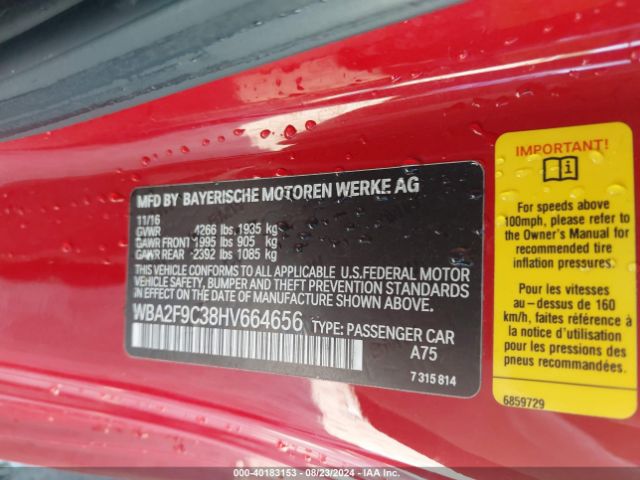 MFD BY BAYERISCHE MOTOREN WERKE AG
11/16
GVWR 4266 lbs. 1935 kg
GAWR FRONT 1995 lbs 905 kg
GAWR REAR -2392 lbs 1085 kg
THIS VEHICLE CONFORMS TO ALL APPLICABLE U.S.FEDERAL MOTOR
VEHICLE SAFETY, BUMPER AND THEFT PREVENTION STANDARDS
IN EFFECT ON THE DATE OF MANUFACTURE SHOWN ABOVE.
WBA2F9C38HV664656 TYPE: PASSENGER CAR
A75
7 315 814
IMPORTANT!
For speeds above
100mph, please refer to
the Owner's Manual for
recommended tire
inflation pressures.
Pour les vitesses
au-dessus de 160
km/h, faites référence à
la notice d'utilisation
pour les pressions des
pneus recommandées.
6859729
000-40183153 - 08/23/2024 - IAA Inc.